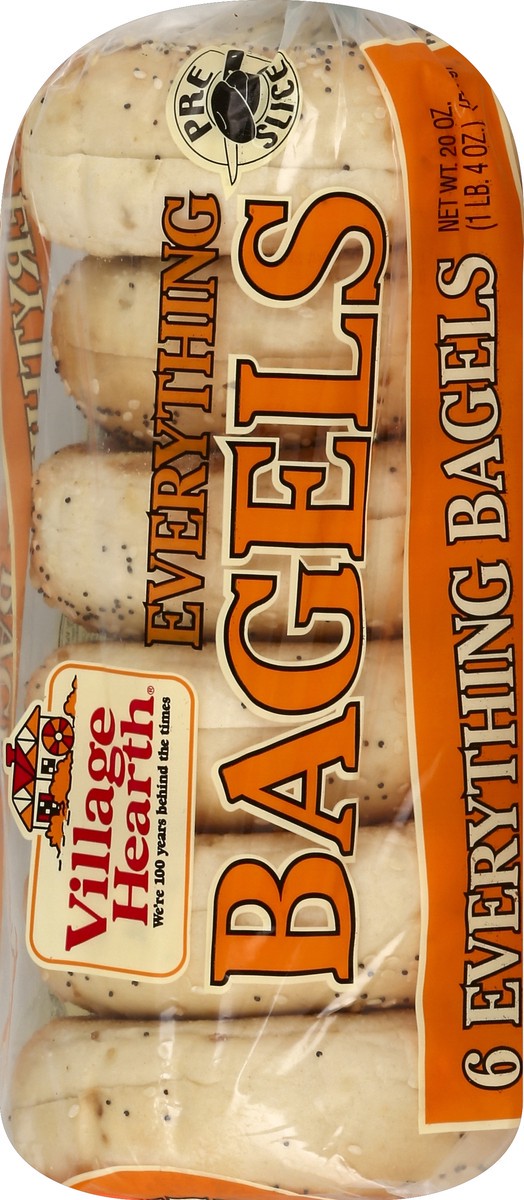 Village
Hearth®
We're 100 years behind the times
EVERYTHING
BAGELS
PRE
SLICE
6 EVERYTHING BAGELS
NET WT. 20 OZ.
(1 LB. 4 OZ.)